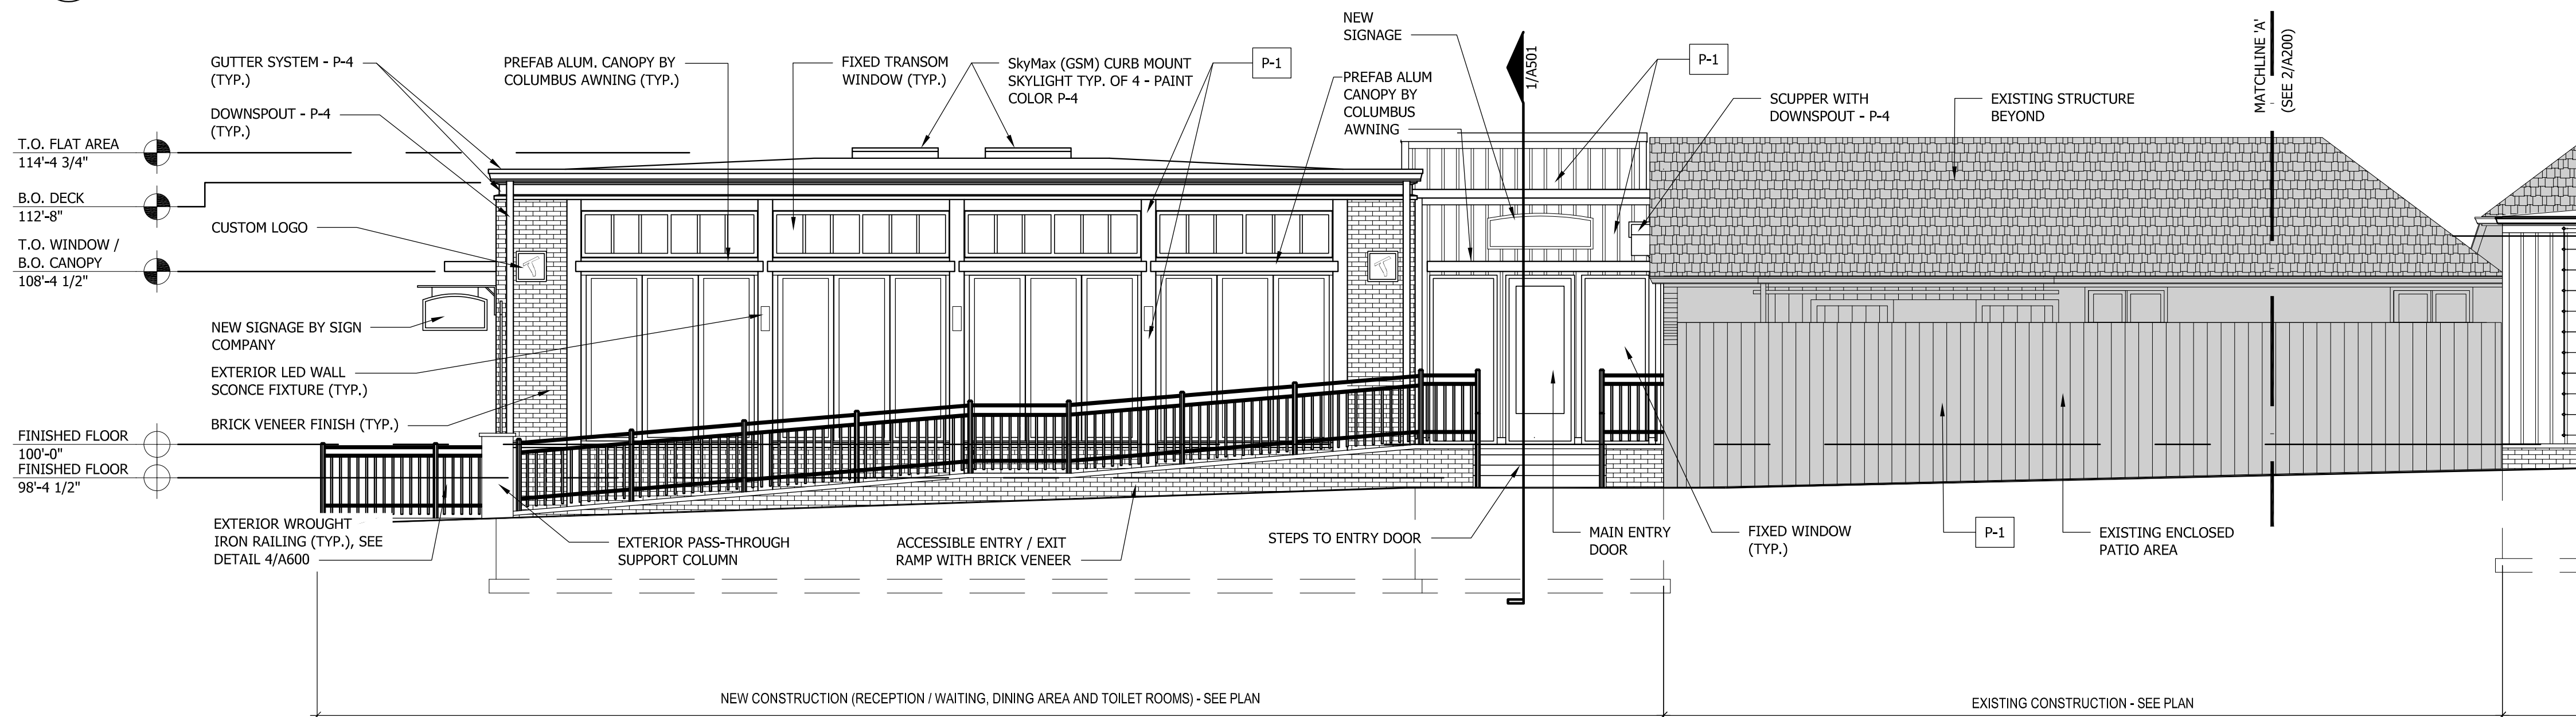 NEW
SIGNAGE
GUTTER SYSTEM - P-4
(TYP.)
PREFAB ALUM. CANOPY BY
COLUMBUS AWNING (TYP.)
FIXED TRANSOM
WINDOW (TYP.)
SkyMax (GSM) CURB MOUNT
SKYLIGHT TYP. OF 4 - PAINT
COLOR P-4
P-1
PREFAB ALUM
CANOPY BY
COLUMBUS
AWNING
1/A501
P-1
SCUPPER WITH
DOWNSPOUT - P-4
EXISTING STRUCTURE
BEYOND
MATCHLINE 'A'
(SEE 2/A200)
DOWNSPOUT - P-4
(TYP.)
T.O. FLAT AREA
114'-4 3/4"
B.O. DECK
112'-8"
CUSTOM LOGO
T.O. WINDOW /
B.O. CANOPY
108'-4 1/2"
NEW SIGNAGE BY SIGN
COMPANY
EXTERIOR LED WALL
SCONCE FIXTURE (TYP.)
BRICK VENEER FINISH (TYP.)
FINISHED FLOOR
100'-0"
FINISHED FLOOR
98'-4 1/2"
EXTERIOR WROUGHT
IRON RAILING (TYP.), SEE
DETAIL 4/A600
EXTERIOR PASS-THROUGH
SUPPORT COLUMN
ACCESSIBLE ENTRY / EXIT
RAMP WITH BRICK VENEER
STEPS TO ENTRY DOOR
MAIN ENTRY
DOOR
FIXED WINDOW
(TYP.)
P-1
EXISTING ENCLOSED
PATIO AREA
NEW CONSTRUCTION (RECEPTION / WAITING, DINING AREA AND TOILET ROOMS) - SEE PLAN
EXISTING CONSTRUCTION - SEE PLAN